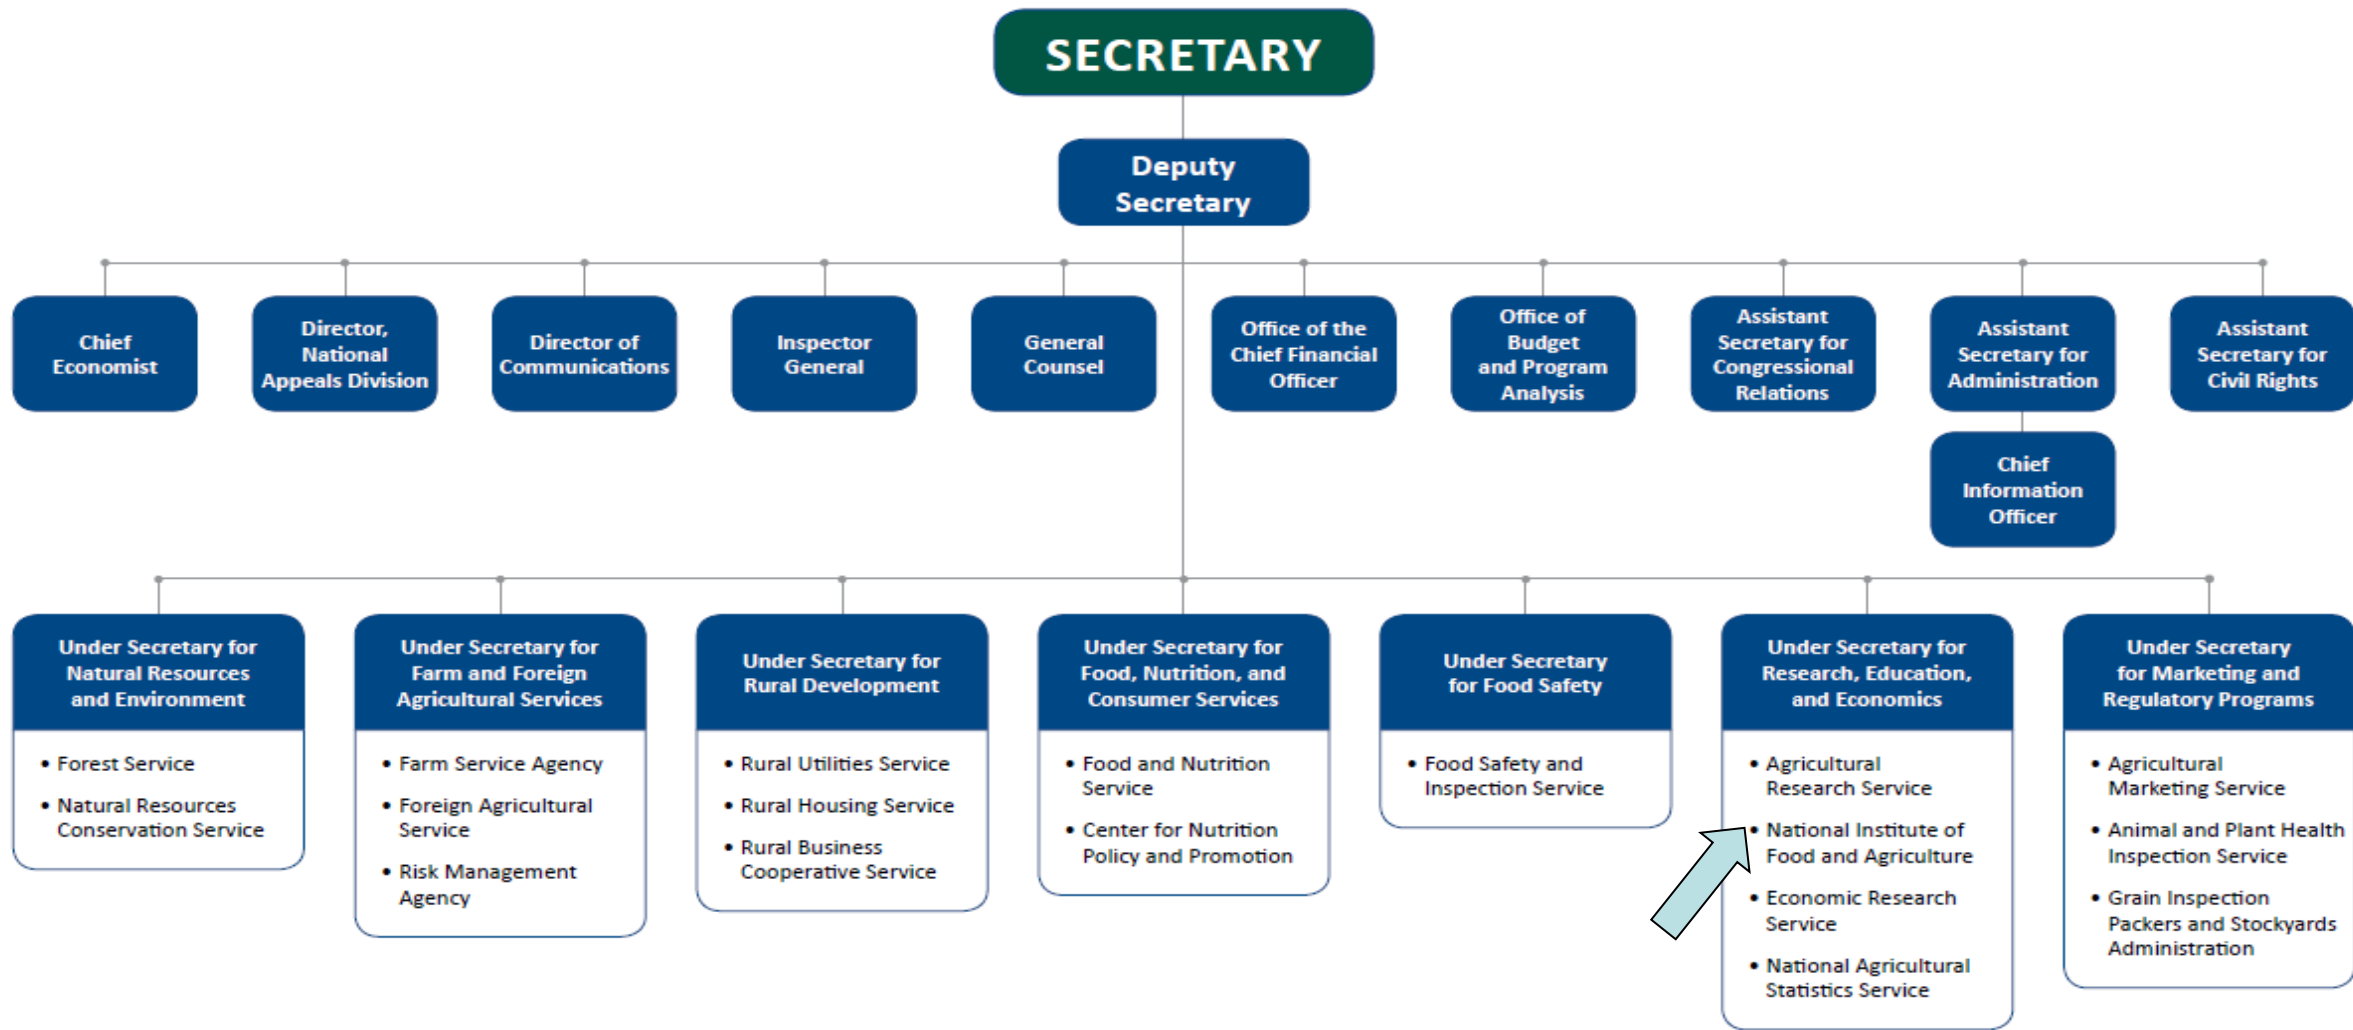 SECRETARY
Deputy
Secretary
Chief
Economist
Director,
National
Appeals Division
Director of
Communications
Inspector
General
General
Counsel
Office of the
Chief Financial
Officer
Office of
Budget
and Program
Analysis
Assistant
Secretary for
Congressional
Relations
Assistant
Secretary for
Administration
Assistant
Secretary for
Civil Rights
Chief
Information
Officer
Under Secretary for
Natural Resources
and Environment
• Forest Service
• Natural Resources
Conservation Service
Under Secretary for
Farm and Foreign
Agricultural Services
• Farm Service Agency
• Foreign Agricultural
Service
• Risk Management
Agency
Under Secretary for
Rural Development
• Rural Utilities Service
• Rural Housing Service
• Rural Business
Cooperative Service
Under Secretary for
Food, Nutrition, and
Consumer Services
• Food and Nutrition
Service
• Center for Nutrition
Policy and Promotion
Under Secretary
for Food Safety
• Food Safety and
Inspection Service
Under Secretary for
Research, Education,
and Economics
• Agricultural
Research Service
• National Institute of
Food and Agriculture
• Economic Research
Service
• National Agricultural
Statistics Service
Under Secretary
for Marketing and
Regulatory Programs
• Agricultural
Marketing Service
• Animal and Plant Health
Inspection Service
• Grain Inspection
Packers and Stockyards
Administration